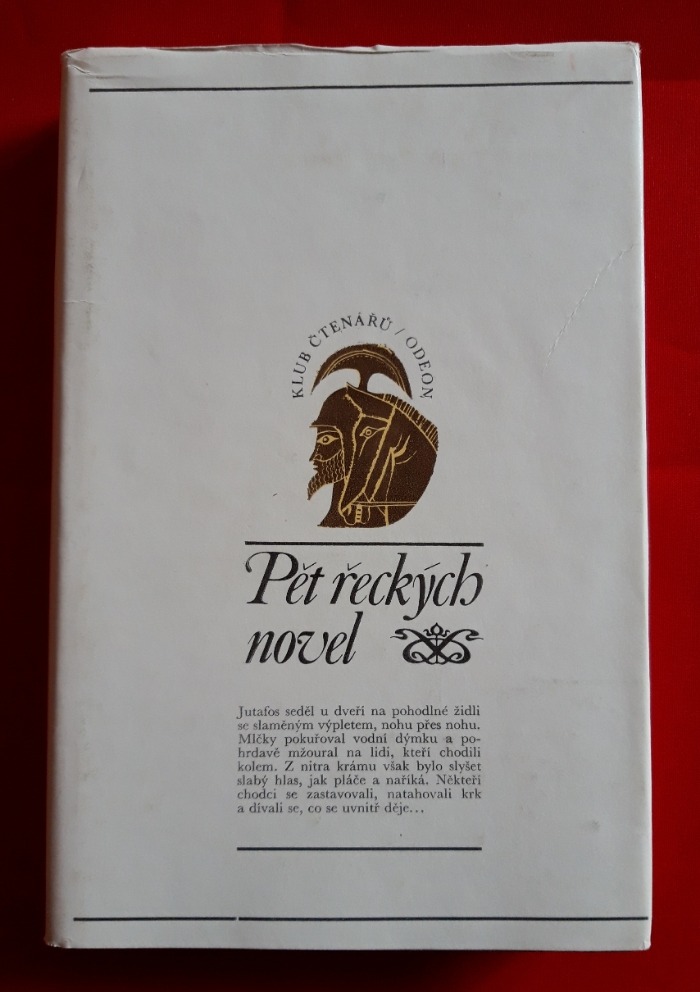 KLUB ČTENÁŘŮ / ODEON
Pět řeckých
novel
Jutafos seděl u dveří na pohodlné židli
se slaměným výpletem, nohu přes nohu.
Mlčky pokuřoval vodní dýmku a po-
hrdavě mžoural na lidi, kteří chodili
kolem. Z nitra krámu však bylo slyšet
slabý hlas, jak pláče a naříká. Někteří
chodci se zastavovali, natahovali krk
a dívali se, co se uvnitř děje...